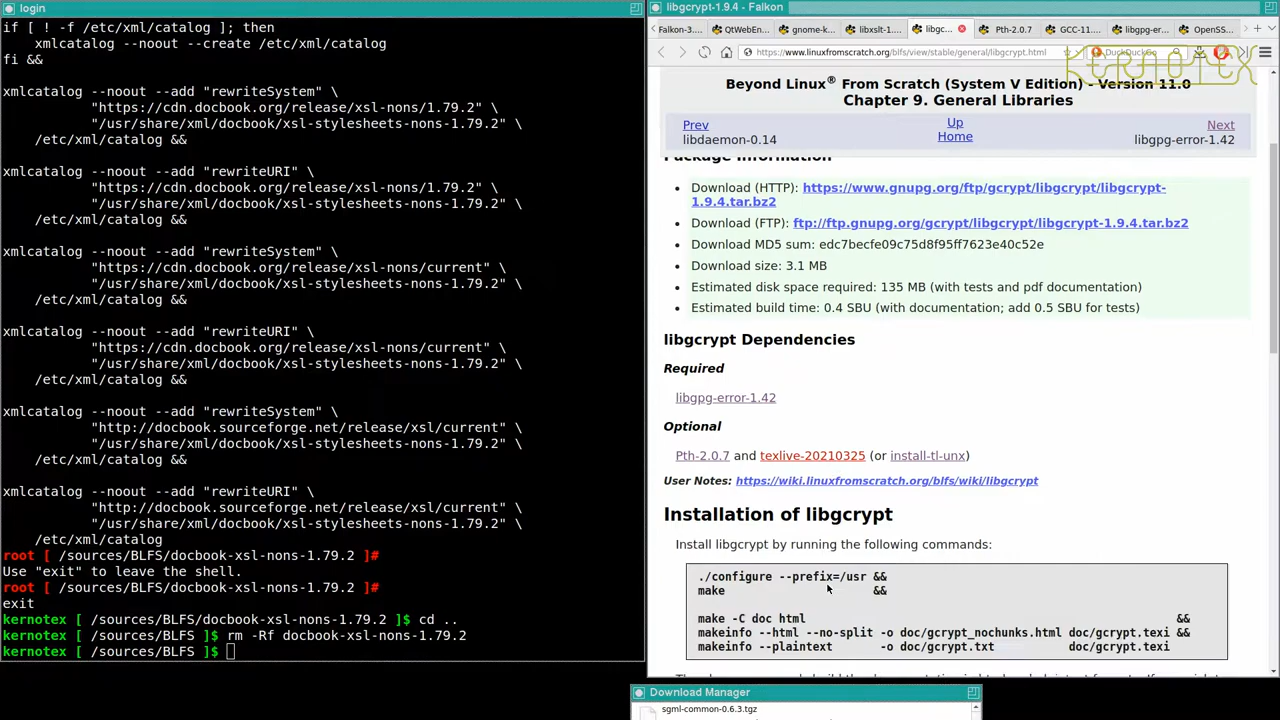 login
if [ ! -f /etc/xml/catalog ]; then
xmlcatalog --noout --create /etc/xml/catalog
fi &&
xmlcatalog --noout --add "rewriteSystem" \
"https://cdn.docbook.org/release/xsl-nons/1.79.2" \
"/usr/share/xml/docbook/xsl-stylesheets-nons-1.79.2" \
/etc/xml/catalog &&
xmlcatalog --noout --add "rewriteURI" \
"https://cdn.docbook.org/release/xsl-nons/1.79.2" \
"/usr/share/xml/docbook/xsl-stylesheets-nons-1.79.2" \
/etc/xml/catalog &&
xmlcatalog --noout --add "rewriteSystem" \
"https://cdn.docbook.org/release/xsl-nons/current" \
"/usr/share/xml/docbook/xsl-stylesheets-nons-1.79.2" \
/etc/xml/catalog &&
xmlcatalog --noout --add "rewriteURI" \
"https://cdn.docbook.org/release/xsl-nons/current" \
"/usr/share/xml/docbook/xsl-stylesheets-nons-1.79.2" \
/etc/xml/catalog &&
xmlcatalog --noout --add "rewriteSystem" \
"http://docbook.sourceforge.net/release/xsl/current" \
"/usr/share/xml/docbook/xsl-stylesheets-nons-1.79.2" \
/etc/xml/catalog &&
xmlcatalog --noout --add "rewriteURI" \
"http://docbook.sourceforge.net/release/xsl/current" \
"/usr/share/xml/docbook/xsl-stylesheets-nons-1.79.2" \
/etc/xml/catalog
root [ /sources/BLFS/docbook-xsl-nons-1.79.2 ]#
Use "exit" to leave the shell.
root [ /sources/BLFS/docbook-xsl-nons-1.79.2 ]#
exit
kernotex [ /sources/BLFS/docbook-xsl-nons-1.79.2 ]$ cd ..
kernotex [ /sources/BLFS ]$ rm -Rf docbook-xsl-nons-1.79.2
kernotex [ /sources/BLFS ]$
libgcrypt-1.9.4 - Falkon
Falkon-3.... QtWebEn... gnome-k... libxslt-1.... libgc... Pth-2.0.7 GCC-11.... libgpg-er... OpenSS...
https://www.linuxfromscratch.org/blfs/view/stable/general/libgcrypt.html DuckDuckGo
KERNOTEX
Beyond Linux® From Scratch (System V Edition) - Version 11.0
Chapter 9. General Libraries
Prev Up Next
libdaemon-0.14 Home libgpg-error-1.42
Package Information
Download (HTTP): https://www.gnupg.org/ftp/gcrypt/libgcrypt/libgcrypt-
1.9.4.tar.bz2
Download (FTP): ftp://ftp.gnupg.org/gcrypt/libgcrypt/libgcrypt-1.9.4.tar.bz2
Download MD5 sum: edc7becfe09c75d8f95ff7623e40c52e
Download size: 3.1 MB
Estimated disk space required: 135 MB (with tests and pdf documentation)
Estimated build time: 0.4 SBU (with documentation; add 0.5 SBU for tests)
libgcrypt Dependencies
Required
libgpg-error-1.42
Optional
Pth-2.0.7 and texlive-20210325 (or install-tl-unx)
User Notes: https://wiki.linuxfromscratch.org/blfs/wiki/libgcrypt
Installation of libgcrypt
Install libgcrypt by running the following commands:
./configure --prefix=/usr &&
make &&
make -C doc html &&
makeinfo --html --no-split -o doc/gcrypt_nochunks.html doc/gcrypt.texi &&
makeinfo --plaintext -o doc/gcrypt.txt doc/gcrypt.texi
Download Manager
sgml-common-0.6.3.tgz